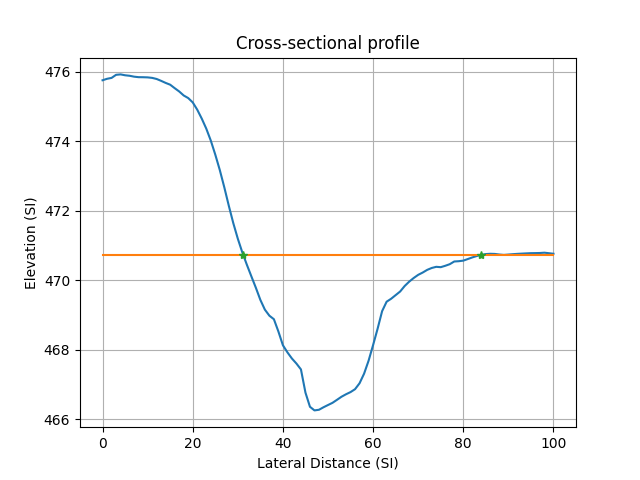 Cross-sectional profile
476
474
472
470
468
466
Elevation (SI)
0 20 40 60 80 100
Lateral Distance (SI)